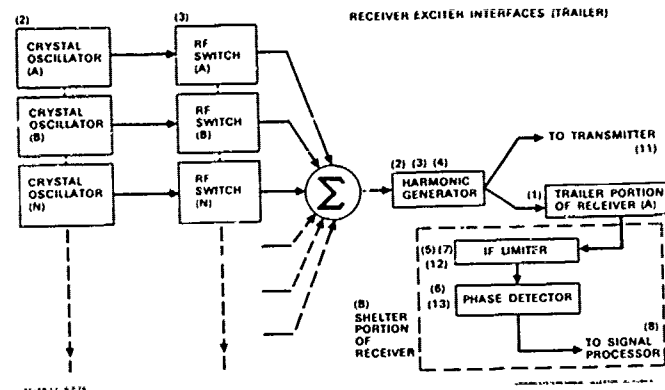 RECEIVER EXCITER INTERFACES (TRAILER)
(2)
(3)
CRYSTAL
OSCILLATOR
(A)
RF
SWITCH
(A)
CRYSTAL
OSCILLATOR
(B)
RF
SWITCH
(B)
CRYSTAL
OSCILLATOR
(N)
RF
SWITCH
(N)
Σ
(2) (3) (4)
HARMONIC
GENERATOR
TO TRANSMITTER
(11)
(1)
TRAILER PORTION
OF RECEIVER (A)
(5) (7)
(12)
IF LIMITER
(6)
(13)
PHASE DETECTOR
(B)
SHELTER
PORTION
OF
RECEIVER
(8)
TO SIGNAL
PROCESSOR